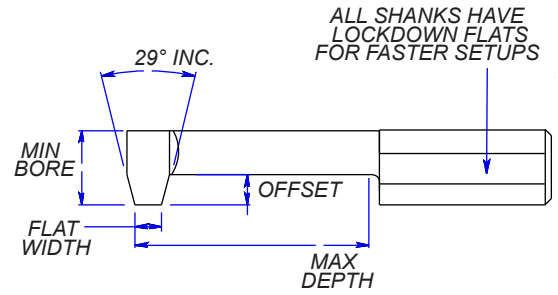 ALL SHANKS HAVE
LOCKDOWN FLATS
FOR FASTER SETUPS
29° INC.
MIN
BORE
OFFSET
FLAT
WIDTH
MAX
DEPTH